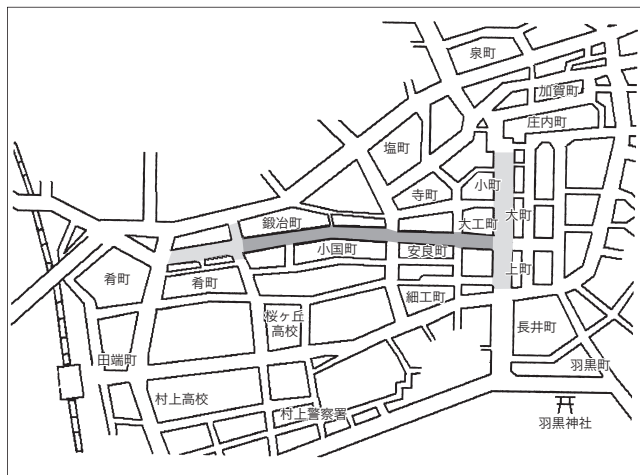 泉町
加賀町
庄内町
塩町
小町
寺町
大町
鍛冶町
大工町
小国町
安良町
上町
肴町
肴町
細工町
桜ヶ丘
高校
長井町
田端町
羽黒町
村上高校
村上警察署
羽黒神社